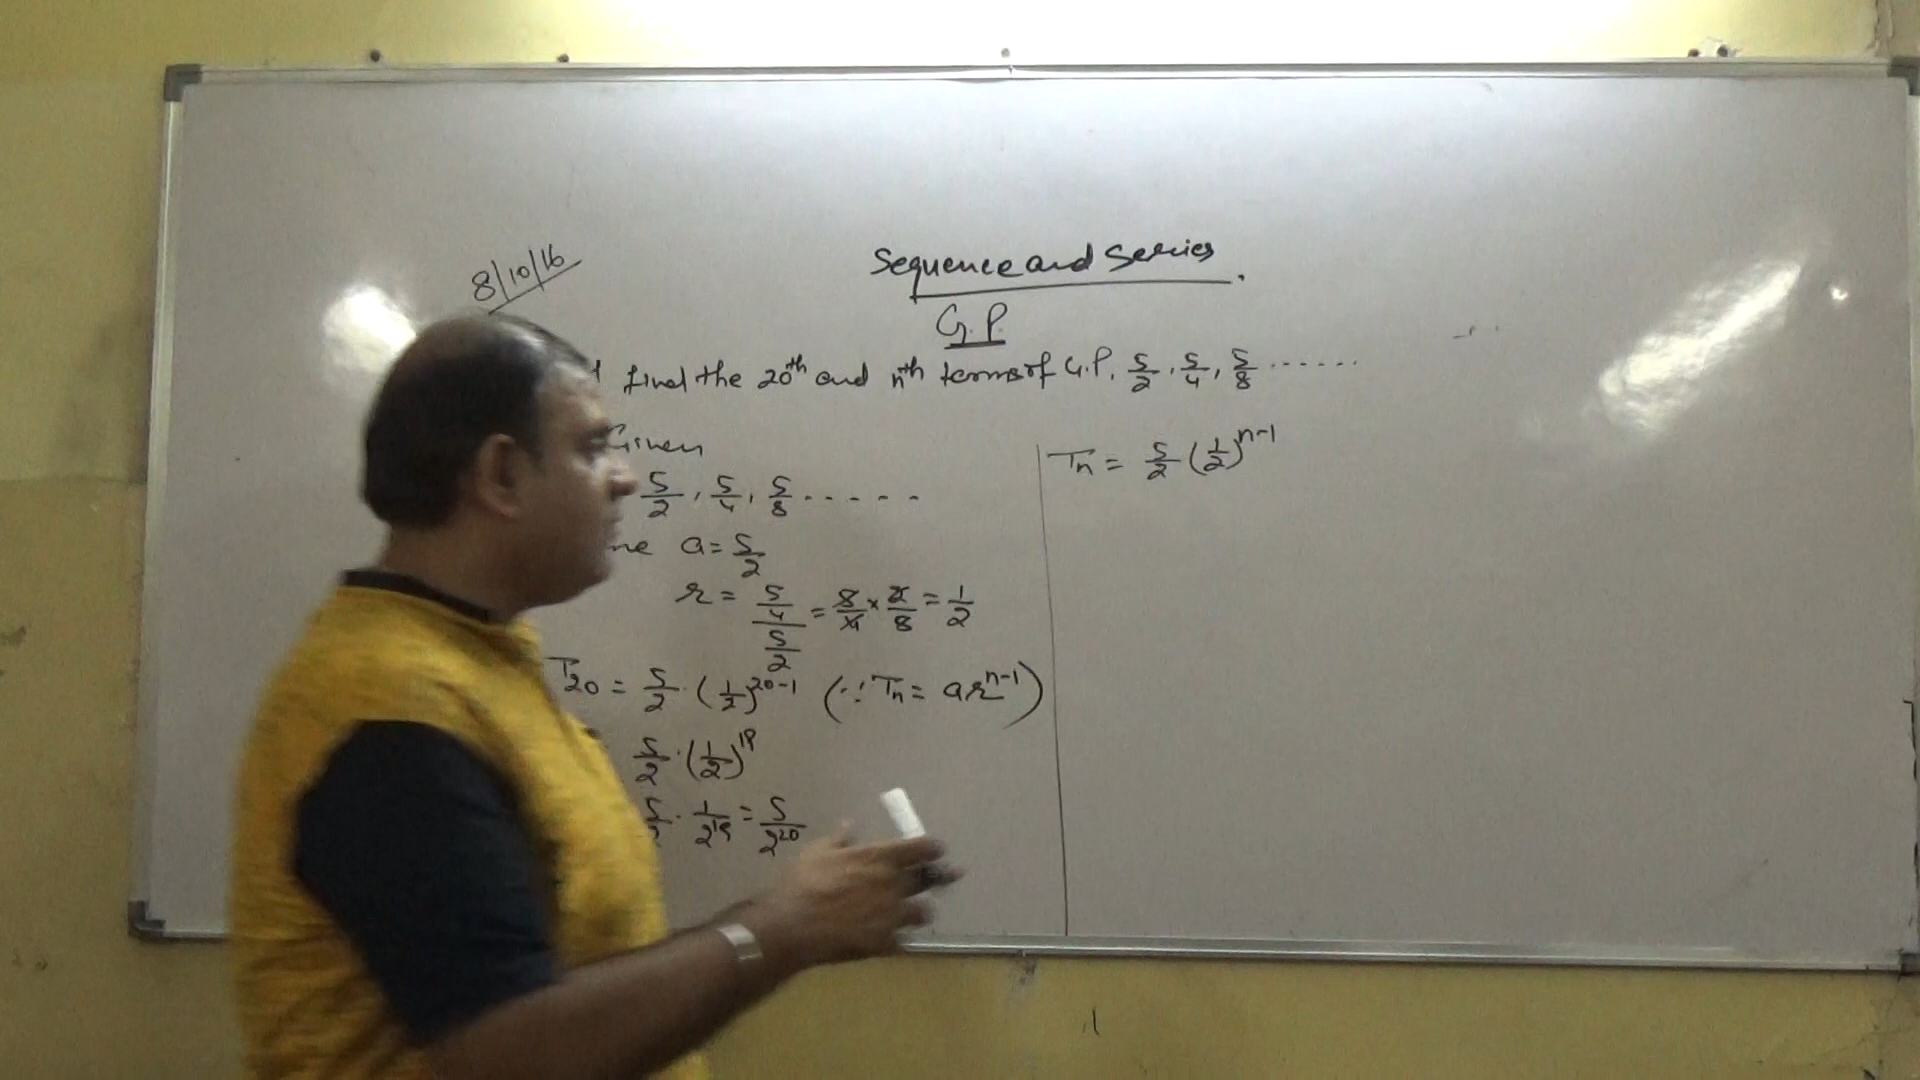 8/10/16
Sequence and Series
G.P.
find the 20th and nth terms of G.P. 5/2, 5/4, 5/8 ......
Given
5/2, 5/4, 5/8 .....
a = 5/2
r = (5/4)/(5/2) = 5/4 × 2/5 = 1/2
T20 = 5/2 · (1/2)^20-1 (∵ Tn = ar^n-1)
5/2 · (1/2)^19
5/2 · 1/2^19 = 5/2^20
Tn = 5/2 (1/2)^n-1